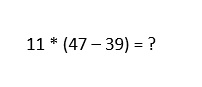 11 * (47 – 39) = ?